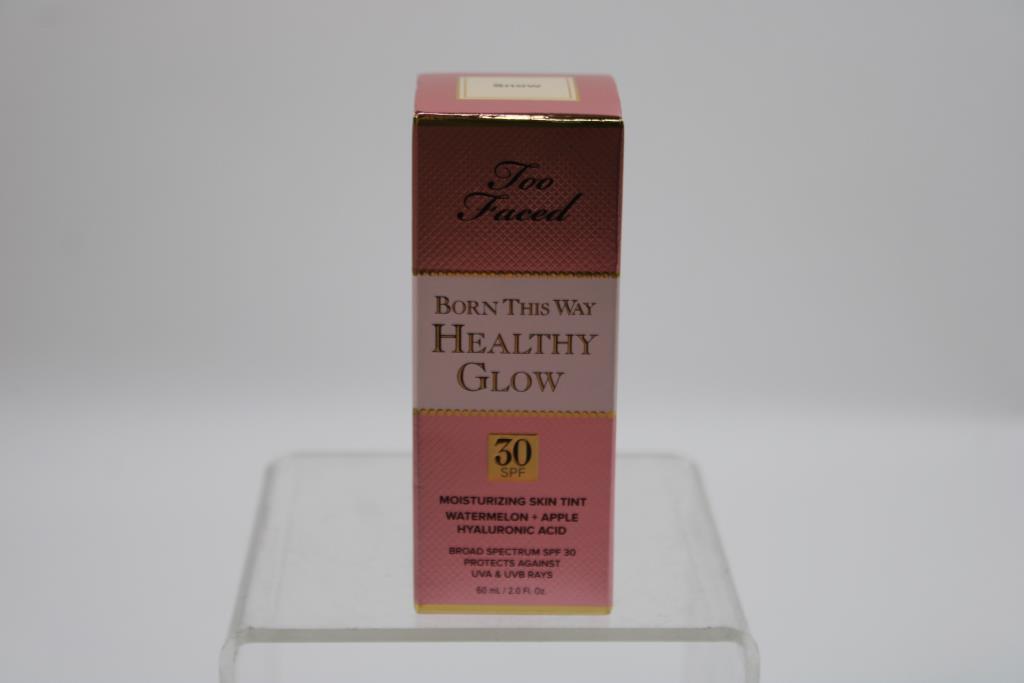 Snow
Too
Faced
BORN THIS WAY
HEALTHY
GLOW
30
SPF
MOISTURIZING SKIN TINT
WATERMELON + APPLE
HYALURONIC ACID
BROAD SPECTRUM SPF 30
PROTECTS AGAINST
UVA & UVB RAYS
60 mL / 2.0 Fl. Oz.